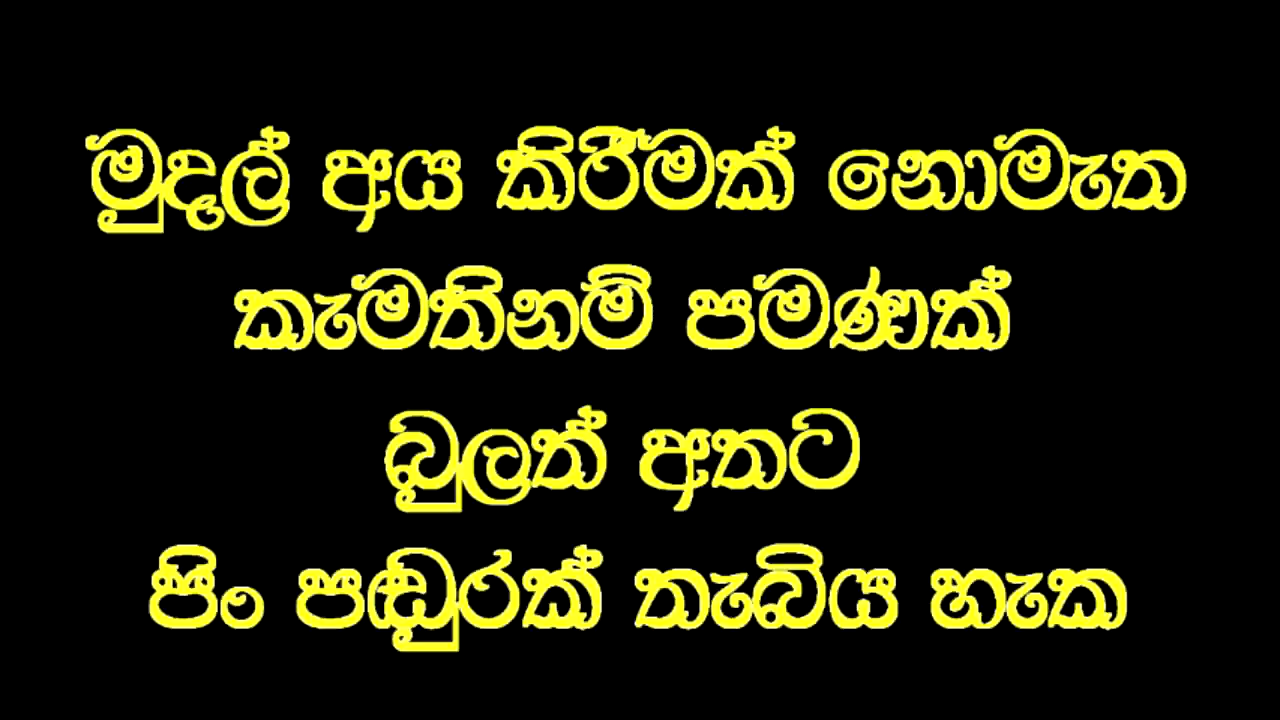 මුදල් අය කිරීමක් නොමැත
කැමතිනම් පමණක්
බුලත් අතට
පිං පඬුරක් තැබිය හැක